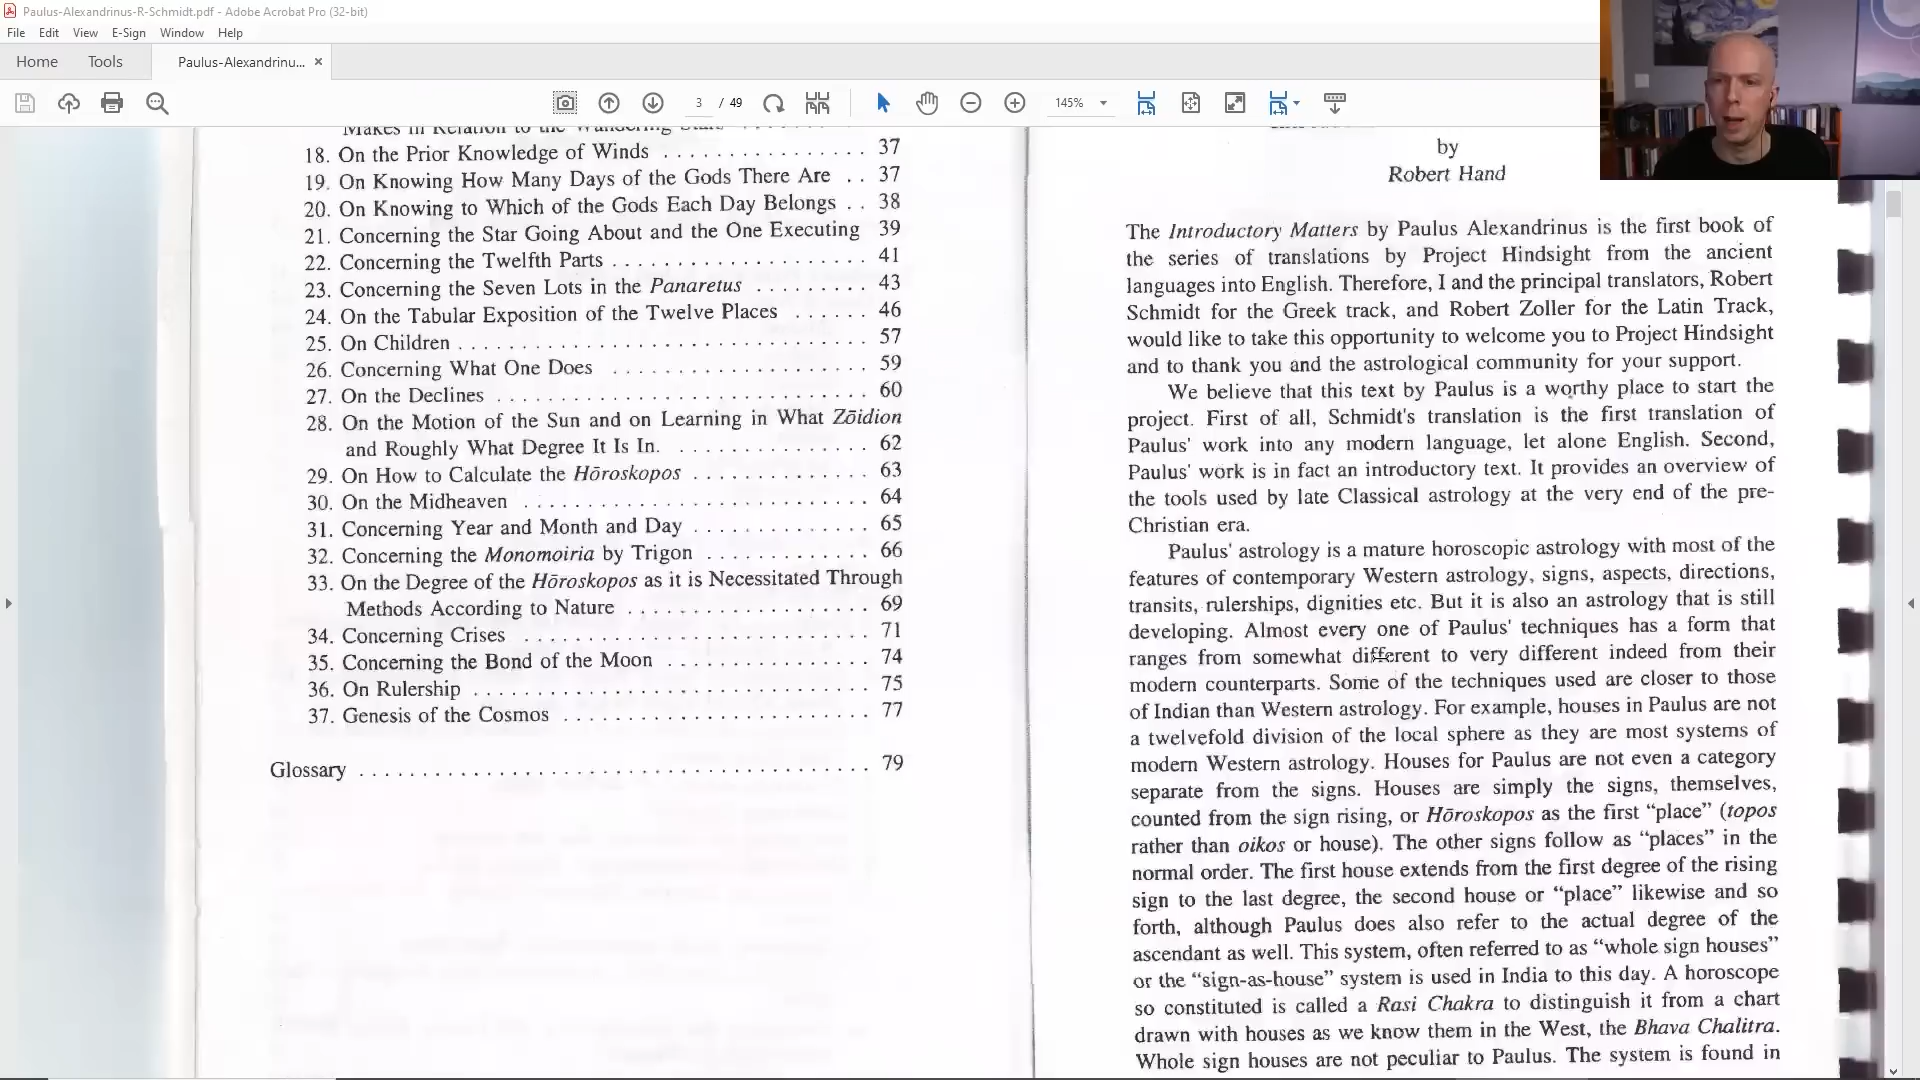 Paulus-Alexandrinus-R-Schmidt.pdf - Adobe Acrobat Pro (32-bit)
File Edit View E-Sign Window Help
Home Tools Paulus-Alexandrinu... ×
3 / 49 145%
Makes in Relation to the Wandering Stars
18. On the Prior Knowledge of Winds . . . . . . . . . . . . . . . . 37
19. On Knowing How Many Days of the Gods There Are . . 37
20. On Knowing to Which of the Gods Each Day Belongs . . 38
21. Concerning the Star Going About and the One Executing 39
22. Concerning the Twelfth Parts . . . . . . . . . . . . . . . . . . . 41
23. Concerning the Seven Lots in the Panaretus . . . . . . . . . 43
24. On the Tabular Exposition of the Twelve Places . . . . . . 46
25. On Children . . . . . . . . . . . . . . . . . . . . . . . . . . . . . . 57
26. Concerning What One Does . . . . . . . . . . . . . . . . . . . 59
27. On the Declines . . . . . . . . . . . . . . . . . . . . . . . . . . . 60
28. On the Motion of the Sun and on Learning in What Zōidion
and Roughly What Degree It Is In. . . . . . . . . . . . . . . 62
29. On How to Calculate the Hōroskopos . . . . . . . . . . . . . 63
30. On the Midheaven . . . . . . . . . . . . . . . . . . . . . . . . . 64
31. Concerning Year and Month and Day . . . . . . . . . . . . . 65
32. Concerning the Monomoiria by Trigon . . . . . . . . . . . . 66
33. On the Degree of the Hōroskopos as it is Necessitated Through
Methods According to Nature . . . . . . . . . . . . . . . . . . 69
34. Concerning Crises . . . . . . . . . . . . . . . . . . . . . . . . . 71
35. Concerning the Bond of the Moon . . . . . . . . . . . . . . . 74
36. On Rulership . . . . . . . . . . . . . . . . . . . . . . . . . . . . . 75
37. Genesis of the Cosmos . . . . . . . . . . . . . . . . . . . . . . 77
Glossary . . . . . . . . . . . . . . . . . . . . . . . . . . . . . . . . . . . . 79
by
Robert Hand
The Introductory Matters by Paulus Alexandrinus is the first book of
the series of translations by Project Hindsight from the ancient
languages into English. Therefore, I and the principal translators, Robert
Schmidt for the Greek track, and Robert Zoller for the Latin Track,
would like to take this opportunity to welcome you to Project Hindsight
and to thank you and the astrological community for your support.
We believe that this text by Paulus is a worthy place to start the
project. First of all, Schmidt's translation is the first translation of
Paulus' work into any modern language, let alone English. Second,
Paulus' work is in fact an introductory text. It provides an overview of
the tools used by late Classical astrology at the very end of the pre-
Christian era.
Paulus' astrology is a mature horoscopic astrology with most of the
features of contemporary Western astrology, signs, aspects, directions,
transits, rulerships, dignities etc. But it is also an astrology that is still
developing. Almost every one of Paulus' techniques has a form that
ranges from somewhat different to very different indeed from their
modern counterparts. Some of the techniques used are closer to those
of Indian than Western astrology. For example, houses in Paulus are not
a twelvefold division of the local sphere as they are most systems of
modern Western astrology. Houses for Paulus are not even a category
separate from the signs. Houses are simply the signs, themselves,
counted from the sign rising, or Hōroskopos as the first “place” (topos
rather than oikos or house). The other signs follow as “places” in the
normal order. The first house extends from the first degree of the rising
sign to the last degree, the second house or “place” likewise and so
forth, although Paulus does also refer to the actual degree of the
ascendant as well. This system, often referred to as “whole sign houses”
or the “sign-as-house” system is used in India to this day. A horoscope
so constituted is called a Rasi Chakra to distinguish it from a chart
drawn with houses as we know them in the West, the Bhava Chalitra.
Whole sign houses are not peculiar to Paulus. The system is found in